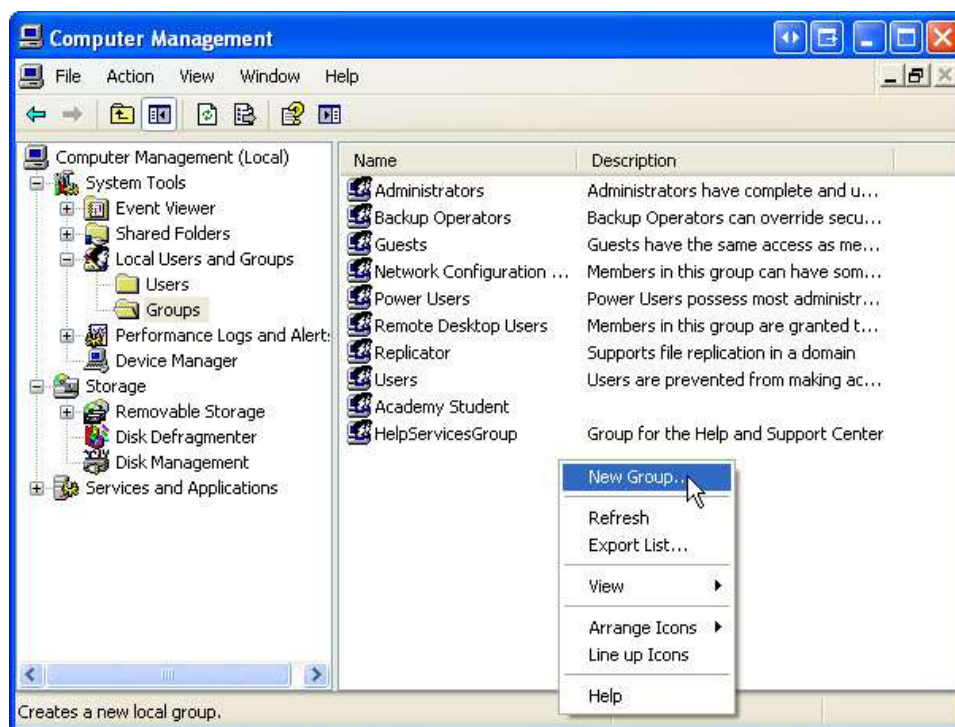 Computer Management
File Action View Window Help
Computer Management (Local)
System Tools
Event Viewer
Shared Folders
Local Users and Groups
Users
Groups
Performance Logs and Alert:
Device Manager
Storage
Removable Storage
Disk Defragmenter
Disk Management
Services and Applications
Name Description
Administrators Administrators have complete and u...
Backup Operators Backup Operators can override secu...
Guests Guests have the same access as me...
Network Configuration ... Members in this group can have som...
Power Users Power Users possess most administr...
Remote Desktop Users Members in this group are granted t...
Replicator Supports file replication in a domain
Users Users are prevented from making ac...
Academy Student
HelpServicesGroup Group for the Help and Support Center
New Group...
Refresh
Export List...
View
Arrange Icons
Line up Icons
Help
Creates a new local group.